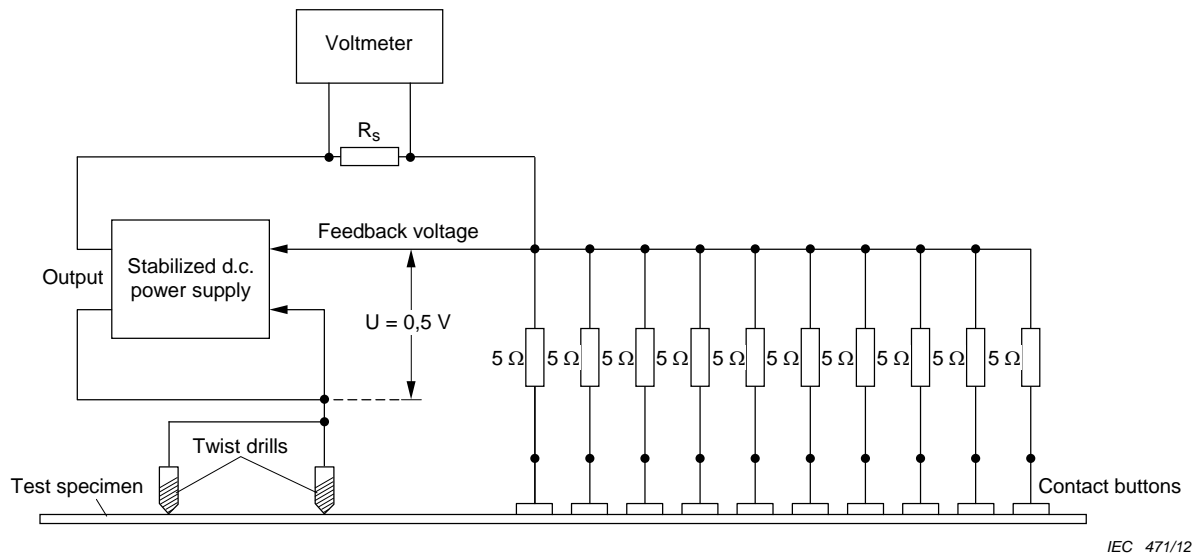 Voltmeter
Rs
Feedback voltage
Output
Stabilized d.c.
power supply
U = 0,5 V
5 Ω 5 Ω 5 Ω 5 Ω 5 Ω 5 Ω 5 Ω 5 Ω 5 Ω
Twist drills
Test specimen
Contact buttons
IEC 471/12